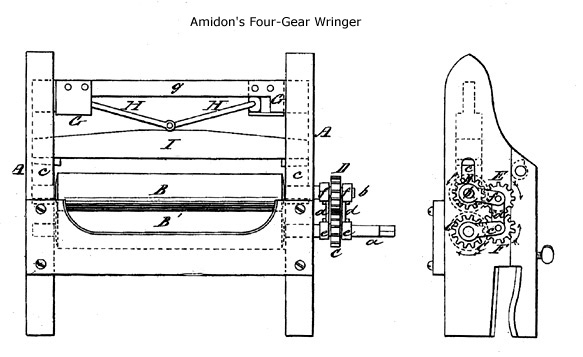 Amidon's Four-Gear Wringer
g
G H H G
I
A
A c c
B D
f f b
d d
B'
e e a
C
c
E
F